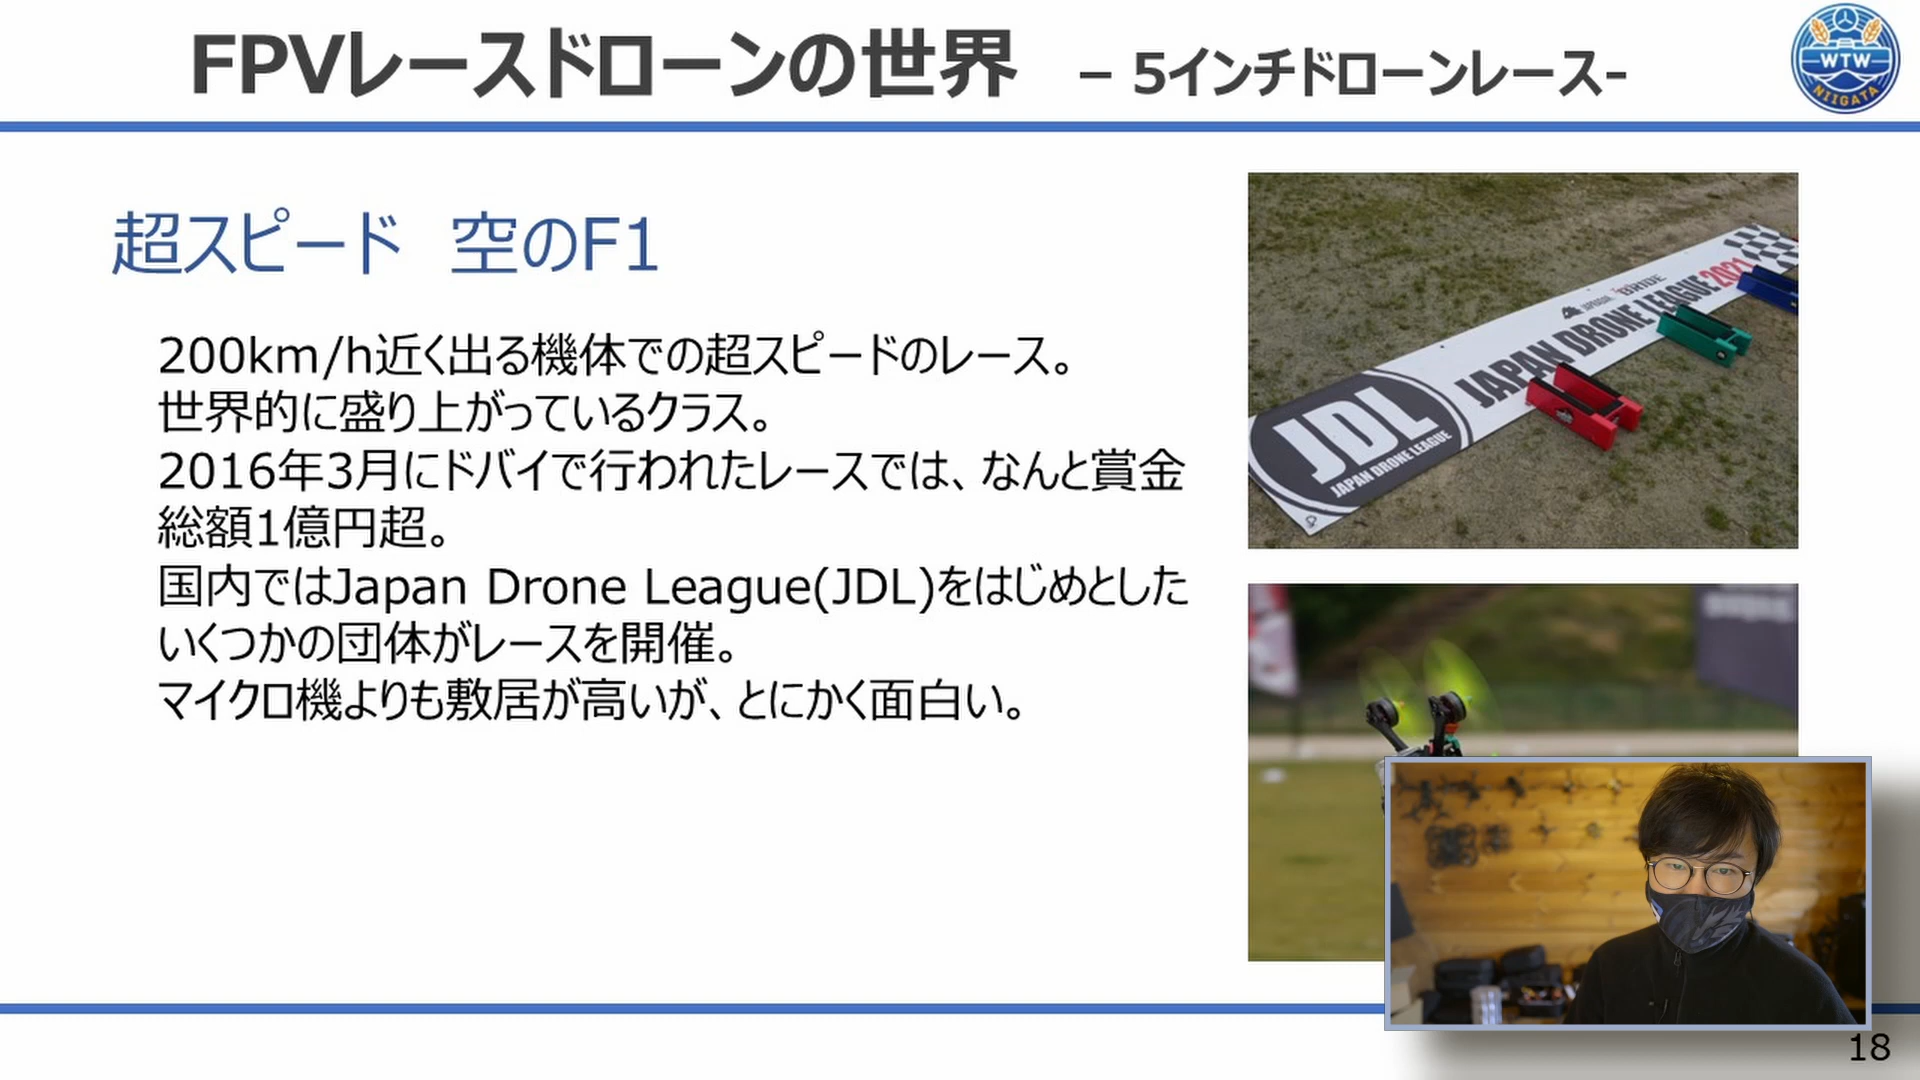 FPVレースドローンの世界 – 5インチドローンレース-
WTW
NIIGATA
超スピード 空のF1
200km/h近く出る機体での超スピードのレース。
世界的に盛り上がっているクラス。
2016年3月にドバイで行われたレースでは、なんと賞金
総額1億円超。
国内ではJapan Drone League(JDL)をはじめとした
いくつかの団体がレースを開催。
マイクロ機よりも敷居が高いが、とにかく面白い。
BRIDE
JAPAN DRONE LEAGUE 2021
JDL
JAPAN DRONE LEAGUE
18